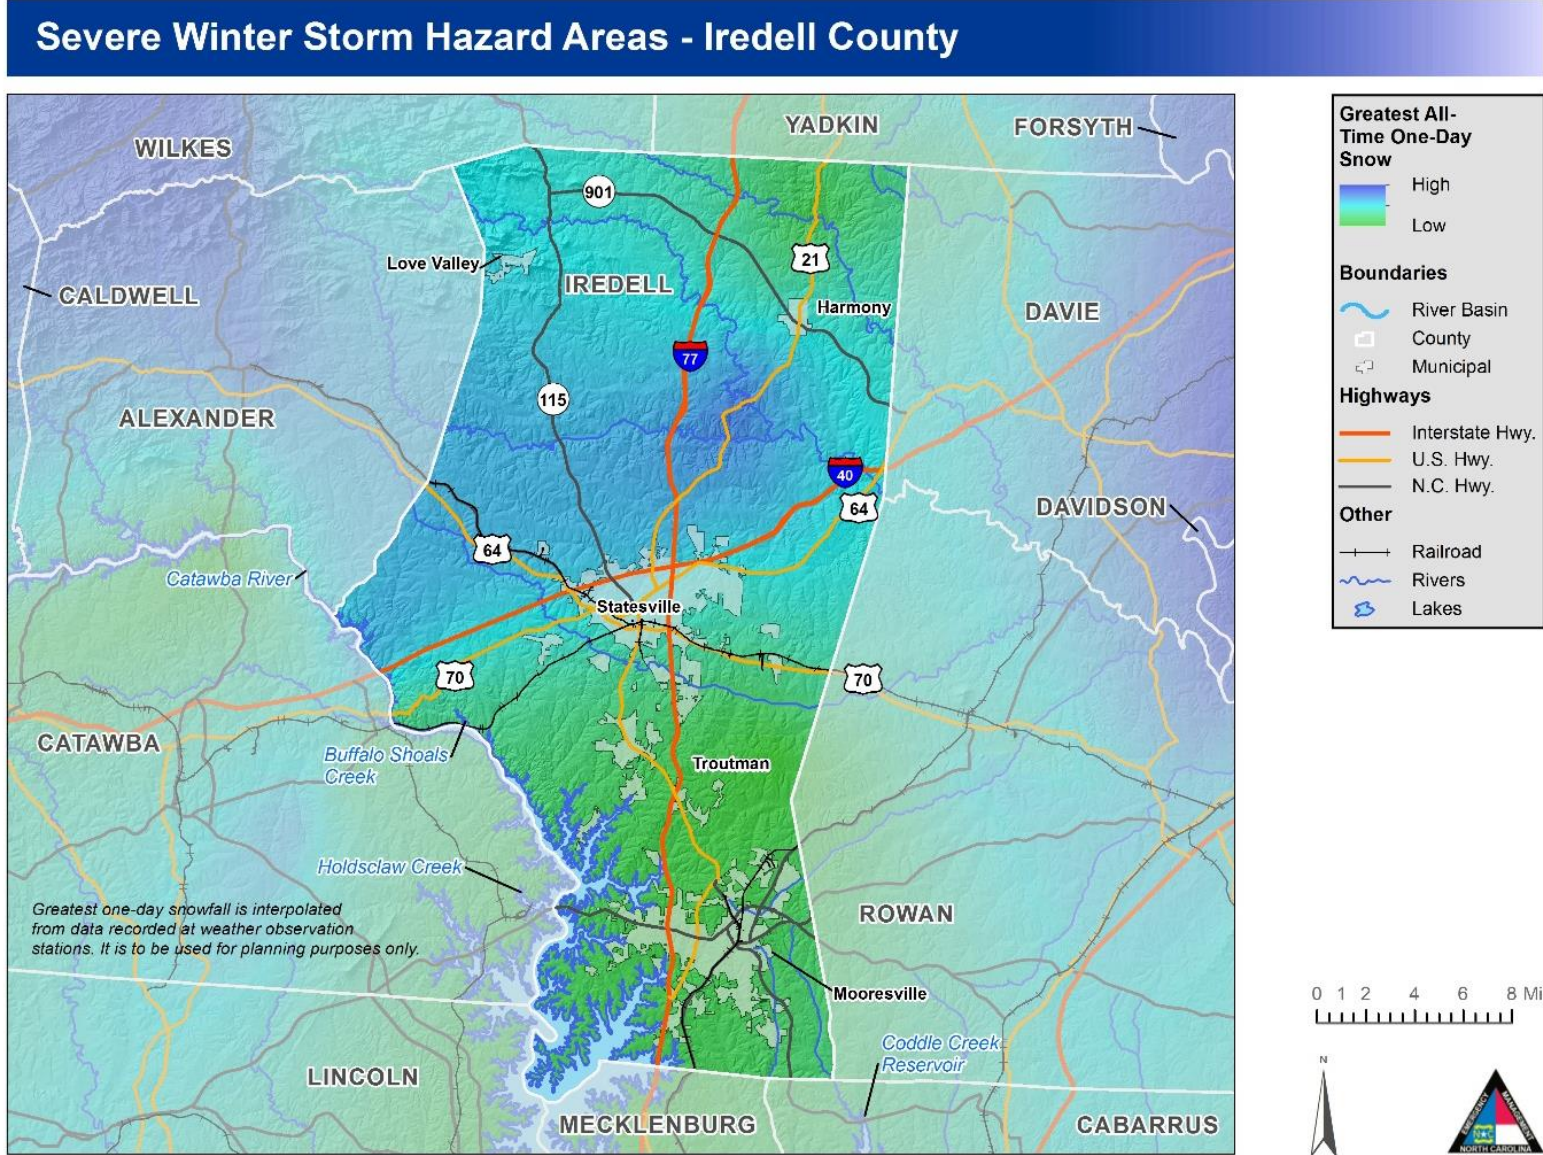 Severe Winter Storm Hazard Areas - Iredell County
WILKES
YADKIN
FORSYTH
901
Love Valley
IREDELL
21
CALDWELL
Harmony
DAVIE
77
115
ALEXANDER
40
64
DAVIDSON
64
Catawba River
Statesville
70
70
CATAWBA
Buffalo Shoals
Creek
Troutman
Holdsclaw Creek
Greatest one-day snowfall is interpolated
from data recorded at weather observation
stations. It is to be used for planning purposes only.
ROWAN
Mooresville
Coddle Creek
Reservoir
LINCOLN
MECKLENBURG
CABARRUS
Greatest All-
Time One-Day
Snow
High
Low
Boundaries
River Basin
County
Municipal
Highways
Interstate Hwy.
U.S. Hwy.
N.C. Hwy.
Other
Railroad
Rivers
Lakes
0 1 2 4 6 8 Mi
N
EMERGENCY
MANAGEMENT
NORTH CAROLINA